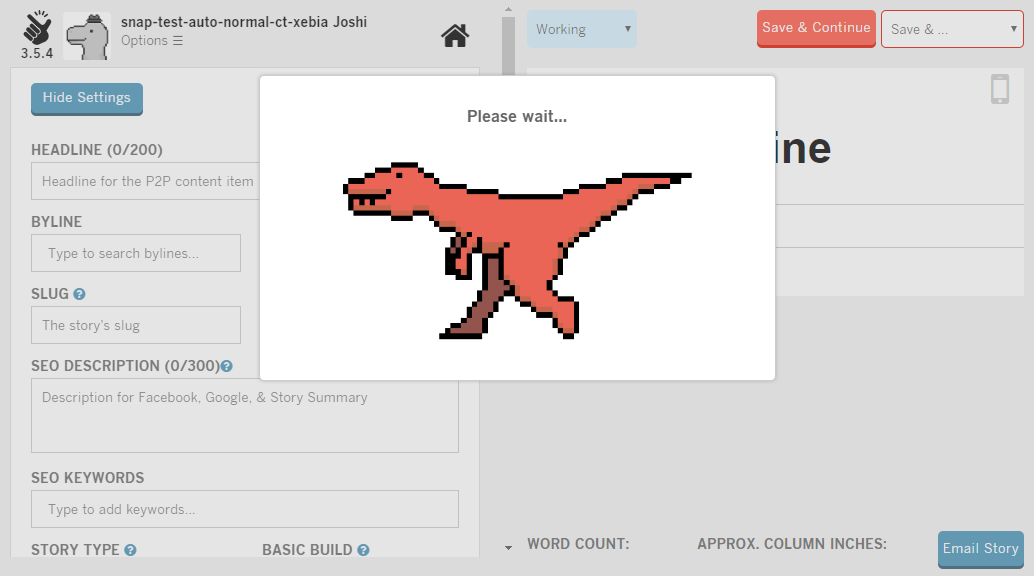 snap-test-auto-normal-ct-xebia Joshi
Options ☰
3.5.4
Working
Save & Continue
Save & ...
Hide Settings
Please wait...
ine
HEADLINE (0/200)
Headline for the P2P content item
BYLINE
Type to search bylines...
SLUG
The story's slug
SEO DESCRIPTION (0/300)
Description for Facebook, Google, & Story Summary
SEO KEYWORDS
Type to add keywords...
STORY TYPE
BASIC BUILD
WORD COUNT:
APPROX. COLUMN INCHES:
Email Story